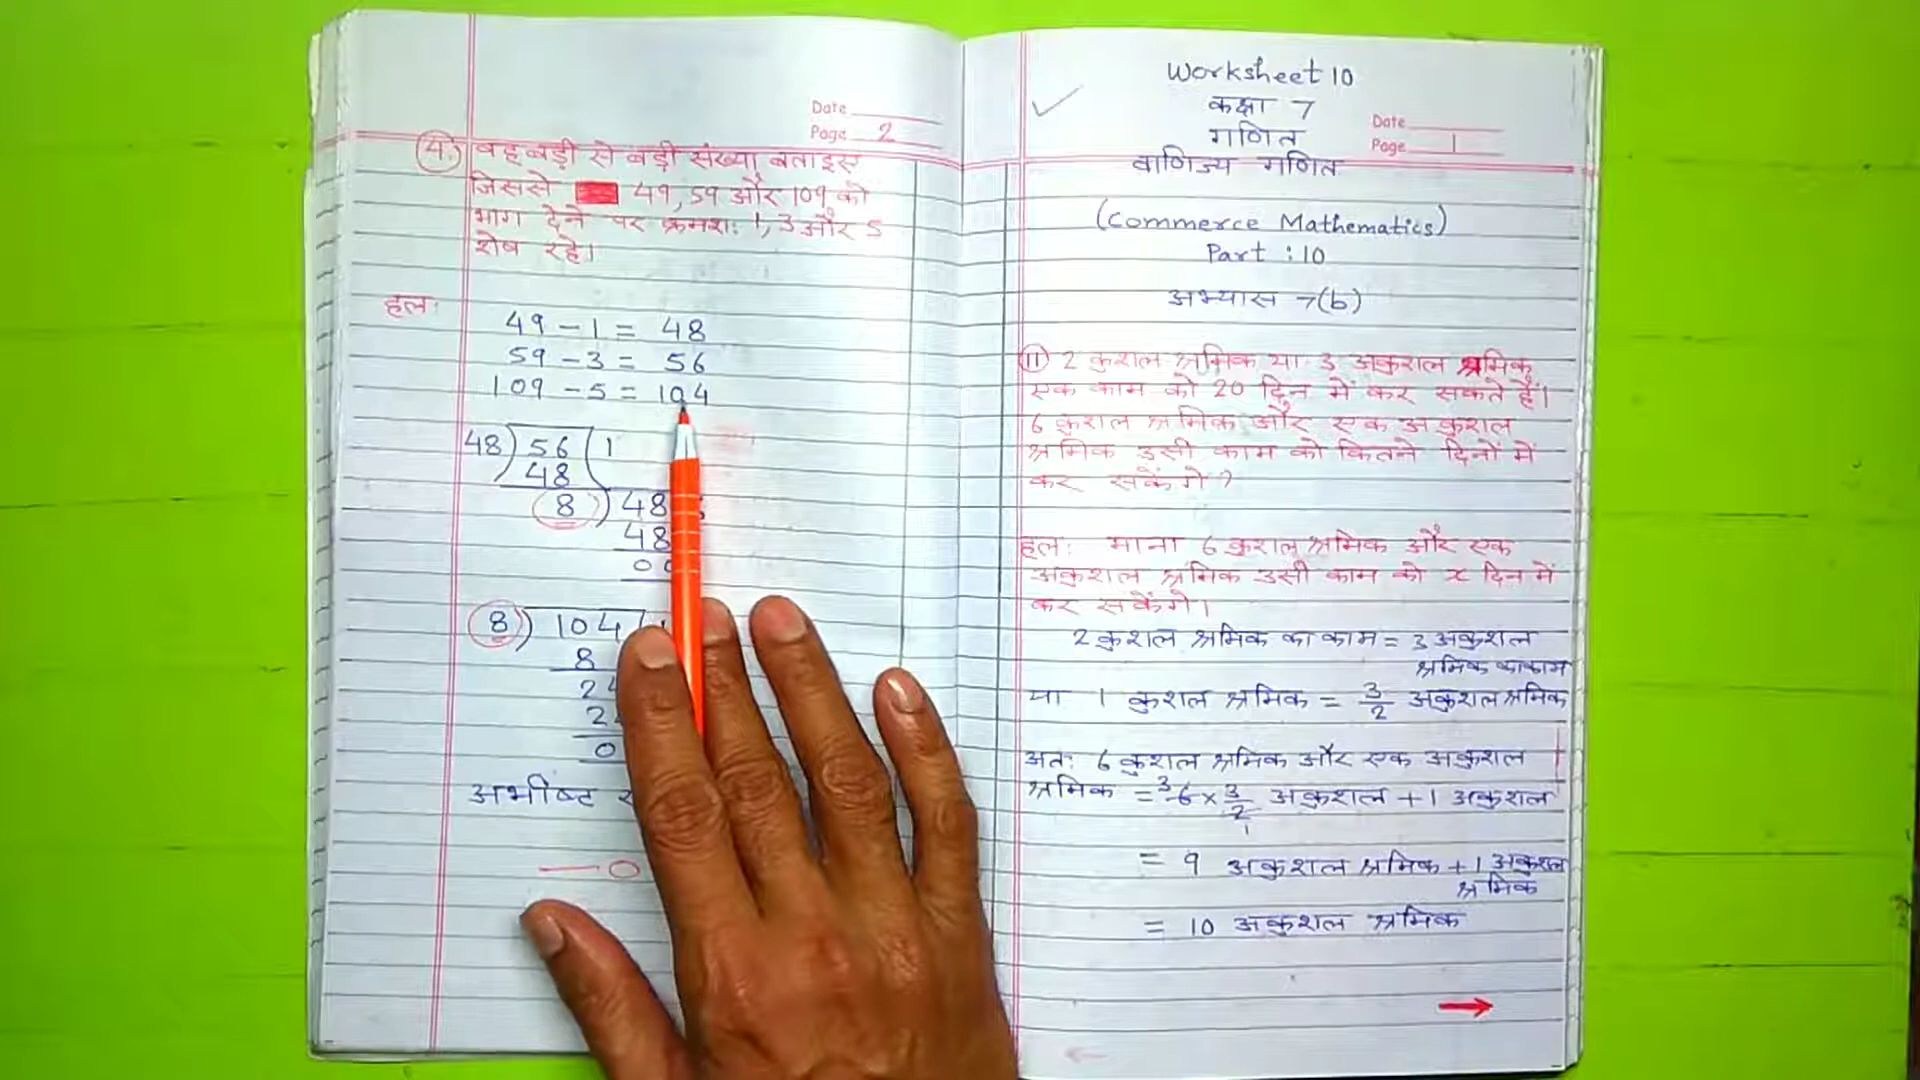 Date
Page 2
4. वह बड़ी से बड़ी संख्या बताइए
जिससे 49, 59 और 109 को
भाग देने पर क्रमशः 1, 3 और 5
शेष रहे।
हलः
49 - 1 = 48
59 - 3 = 56
109 - 5 = 104
48 ) 56 ( 1
48
8 ) 48
48
0
8 ) 104
8
2
2
0
अभीष्ट
Worksheet 10
कक्षा 7
गणित
वाणिज्य गणित
Date
Page 1
(Commerce Mathematics)
Part : 10
अभ्यास 7(b)
11 2 कुशल श्रमिक या 3 अकुशल श्रमिक
एक काम को 20 दिन में कर सकते हैं।
6 कुशल श्रमिक और एक अकुशल
श्रमिक उसी काम को कितने दिनों में
कर सकेंगे ?
हलः माना 6 कुशल श्रमिक और एक
अकुशल श्रमिक उसी काम को x दिन में
कर सकेंगे।
2 कुशल श्रमिक का काम = 3 अकुशल
श्रमिक का काम
या 1 कुशल श्रमिक = 3/2 अकुशल श्रमिक
अतः 6 कुशल श्रमिक और एक अकुशल
श्रमिक = 6 × 3/2 अकुशल + 1 अकुशल
= 9 अकुशल श्रमिक + 1 अकुशल
श्रमिक
= 10 अकुशल श्रमिक